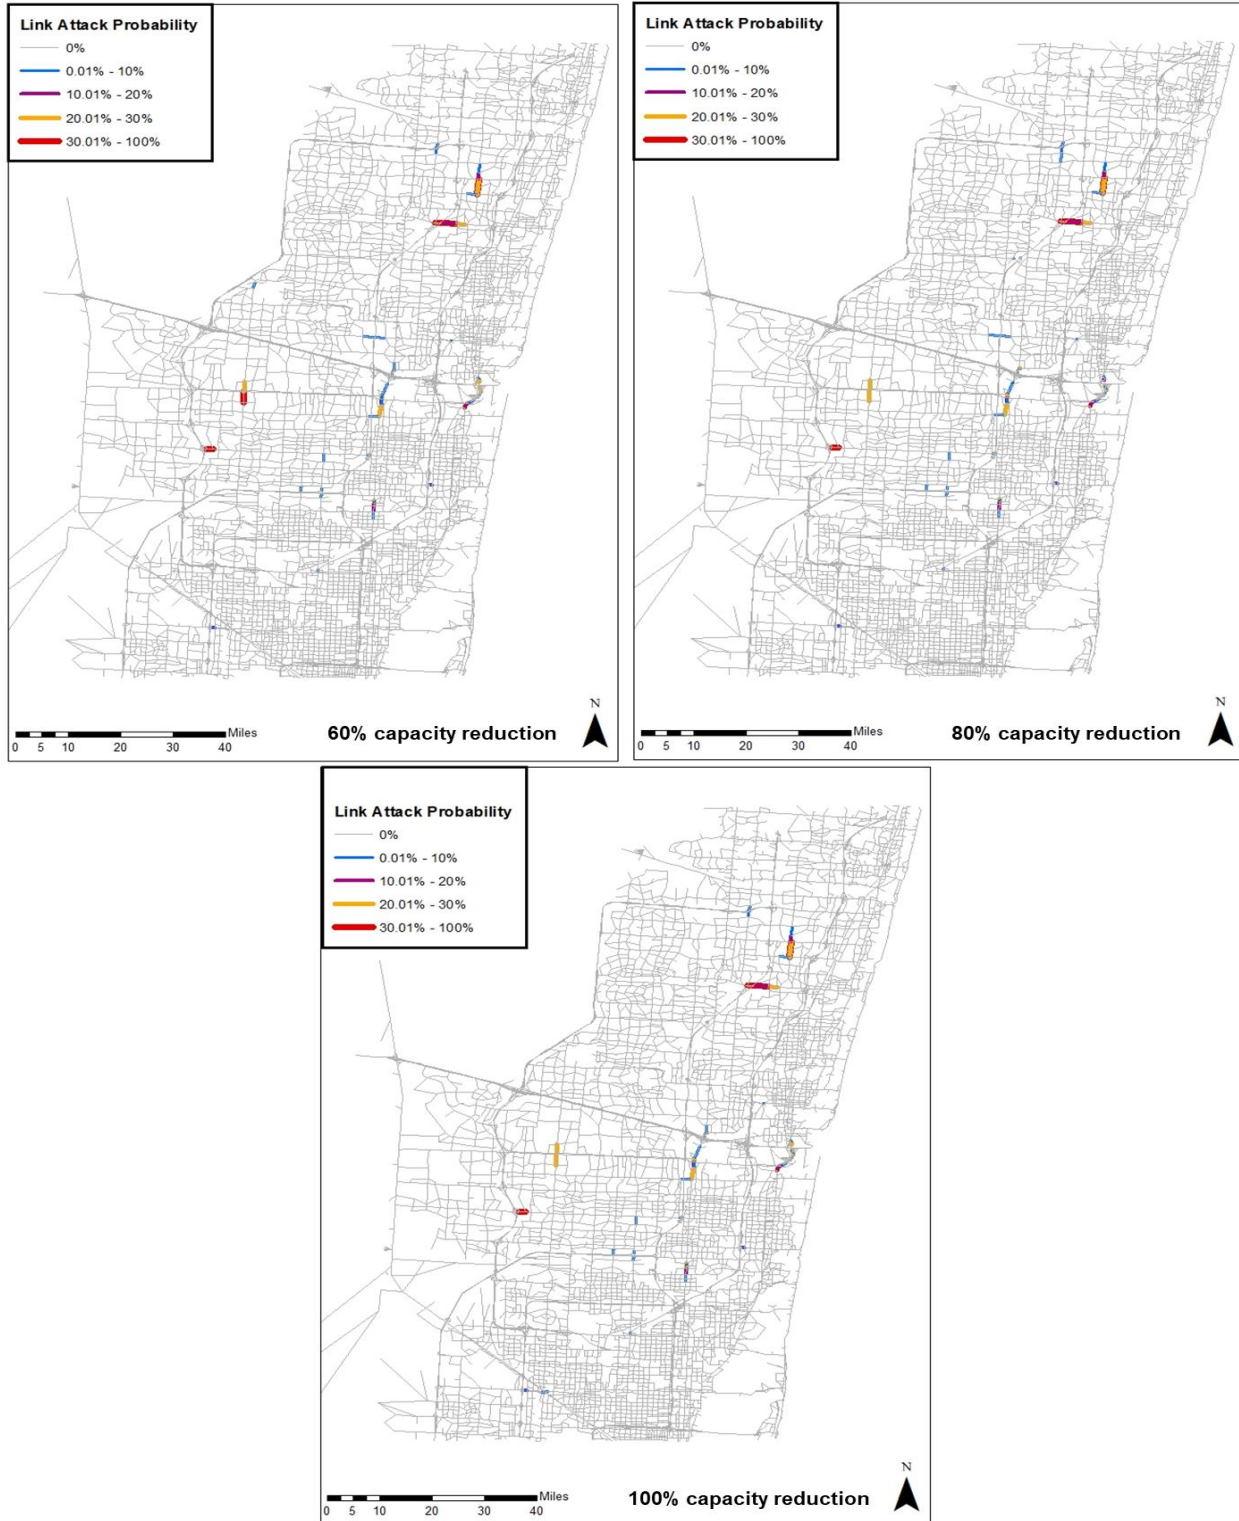 Link Attack Probability
0%
0.01% - 10%
10.01% - 20%
20.01% - 30%
30.01% - 100%
N
0 5 10 20 30 40 Miles
60% capacity reduction
Link Attack Probability
0%
0.01% - 10%
10.01% - 20%
20.01% - 30%
30.01% - 100%
N
0 5 10 20 30 40 Miles
80% capacity reduction
Link Attack Probability
0%
0.01% - 10%
10.01% - 20%
20.01% - 30%
30.01% - 100%
N
0 5 10 20 30 40 Miles
100% capacity reduction